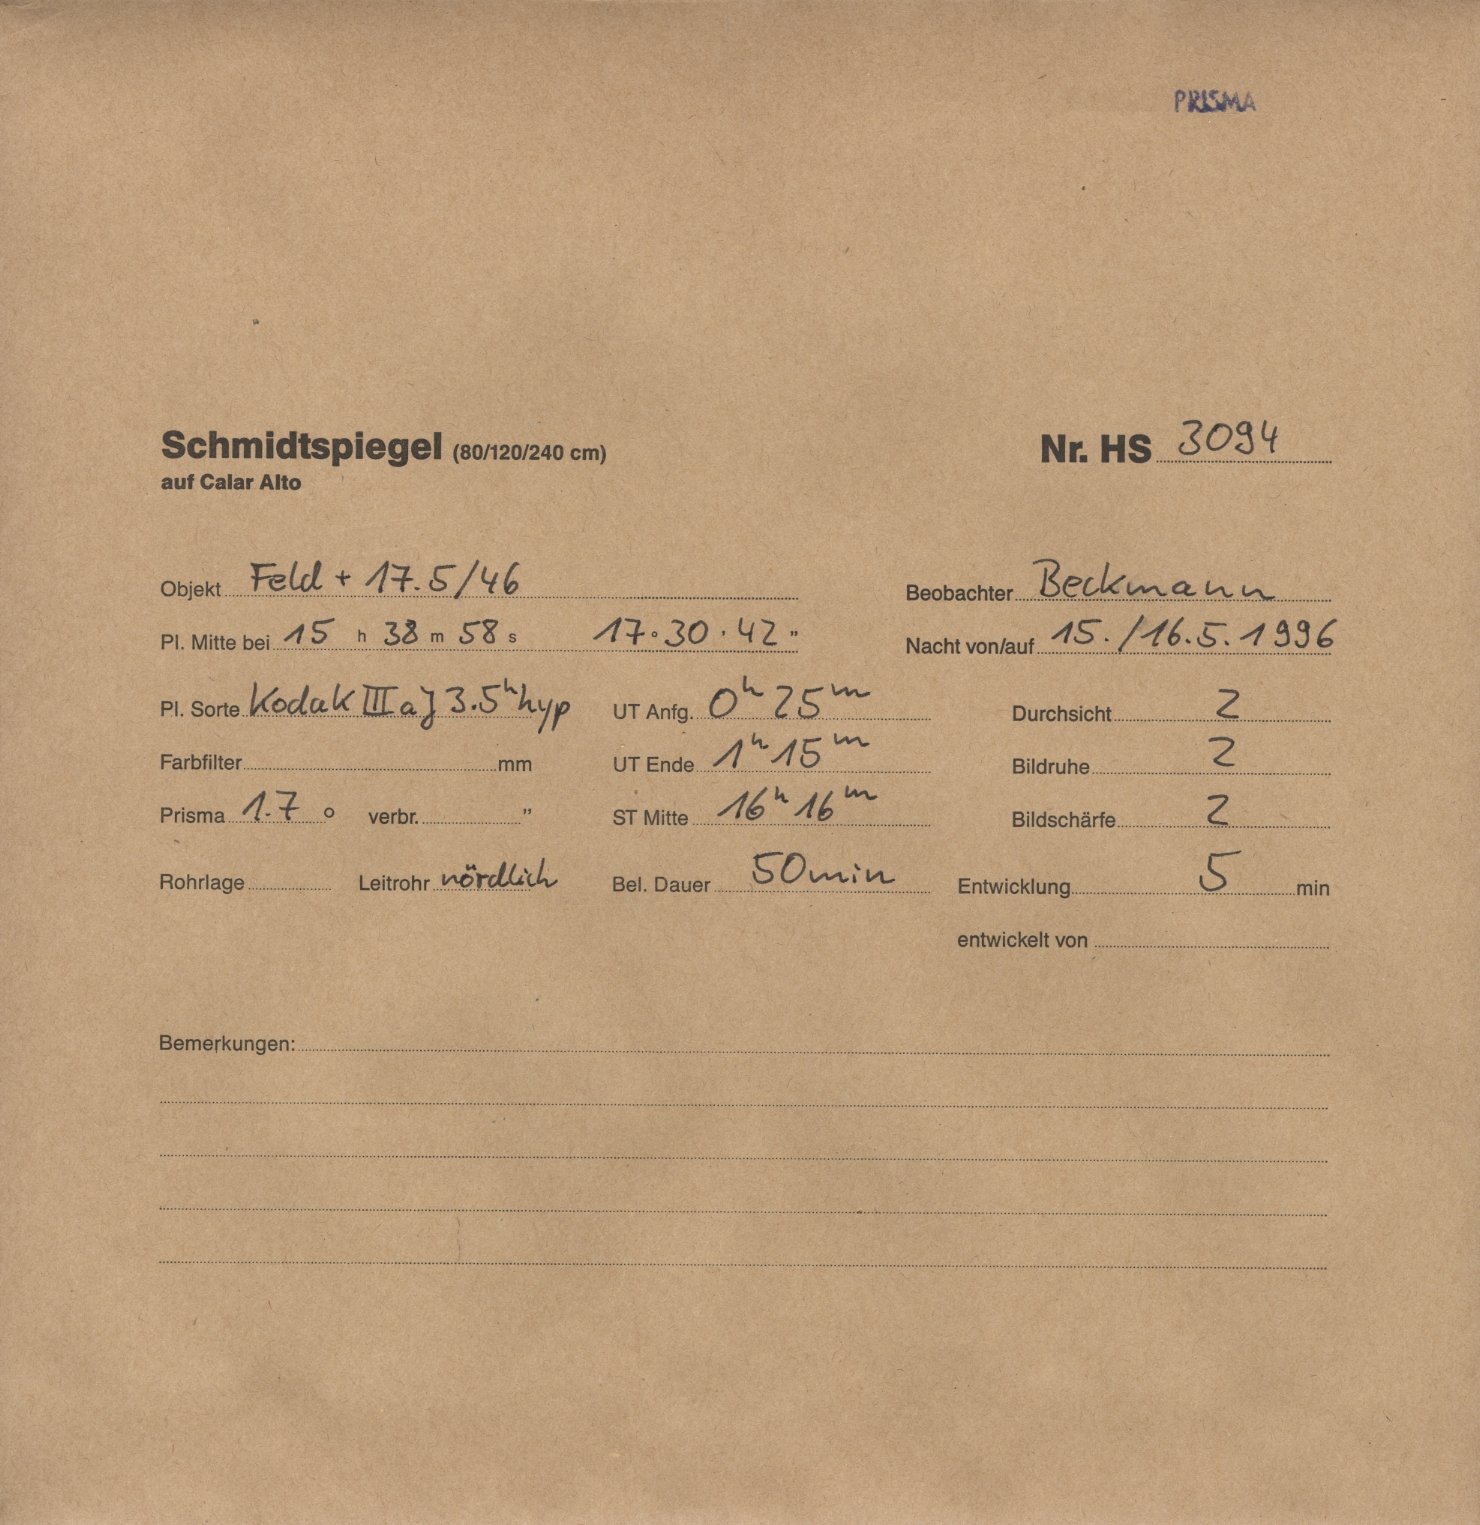 PRISMA
Schmidtspiegel (80/120/240 cm) Nr. HS 3094
auf Calar Alto
Objekt Feld + 17.5/46 Beobachter Beckmann
Pl. Mitte bei 15 h 38 m 58 s 17° 30 ' 42 " Nacht von/auf 15./16.5.1996
Pl. Sorte Kodak IIIaJ 3.5h hyp UT Anfg. 0h 25m Durchsicht 2
Farbfilter mm UT Ende 1h 15m Bildruhe 2
Prisma 1.7 ° verbr. " ST Mitte 16h 16m Bildschärfe 2
Rohrlage Leitrohr nördlich Bel. Dauer 50min Entwicklung 5 min
entwickelt von
Bemerkungen: